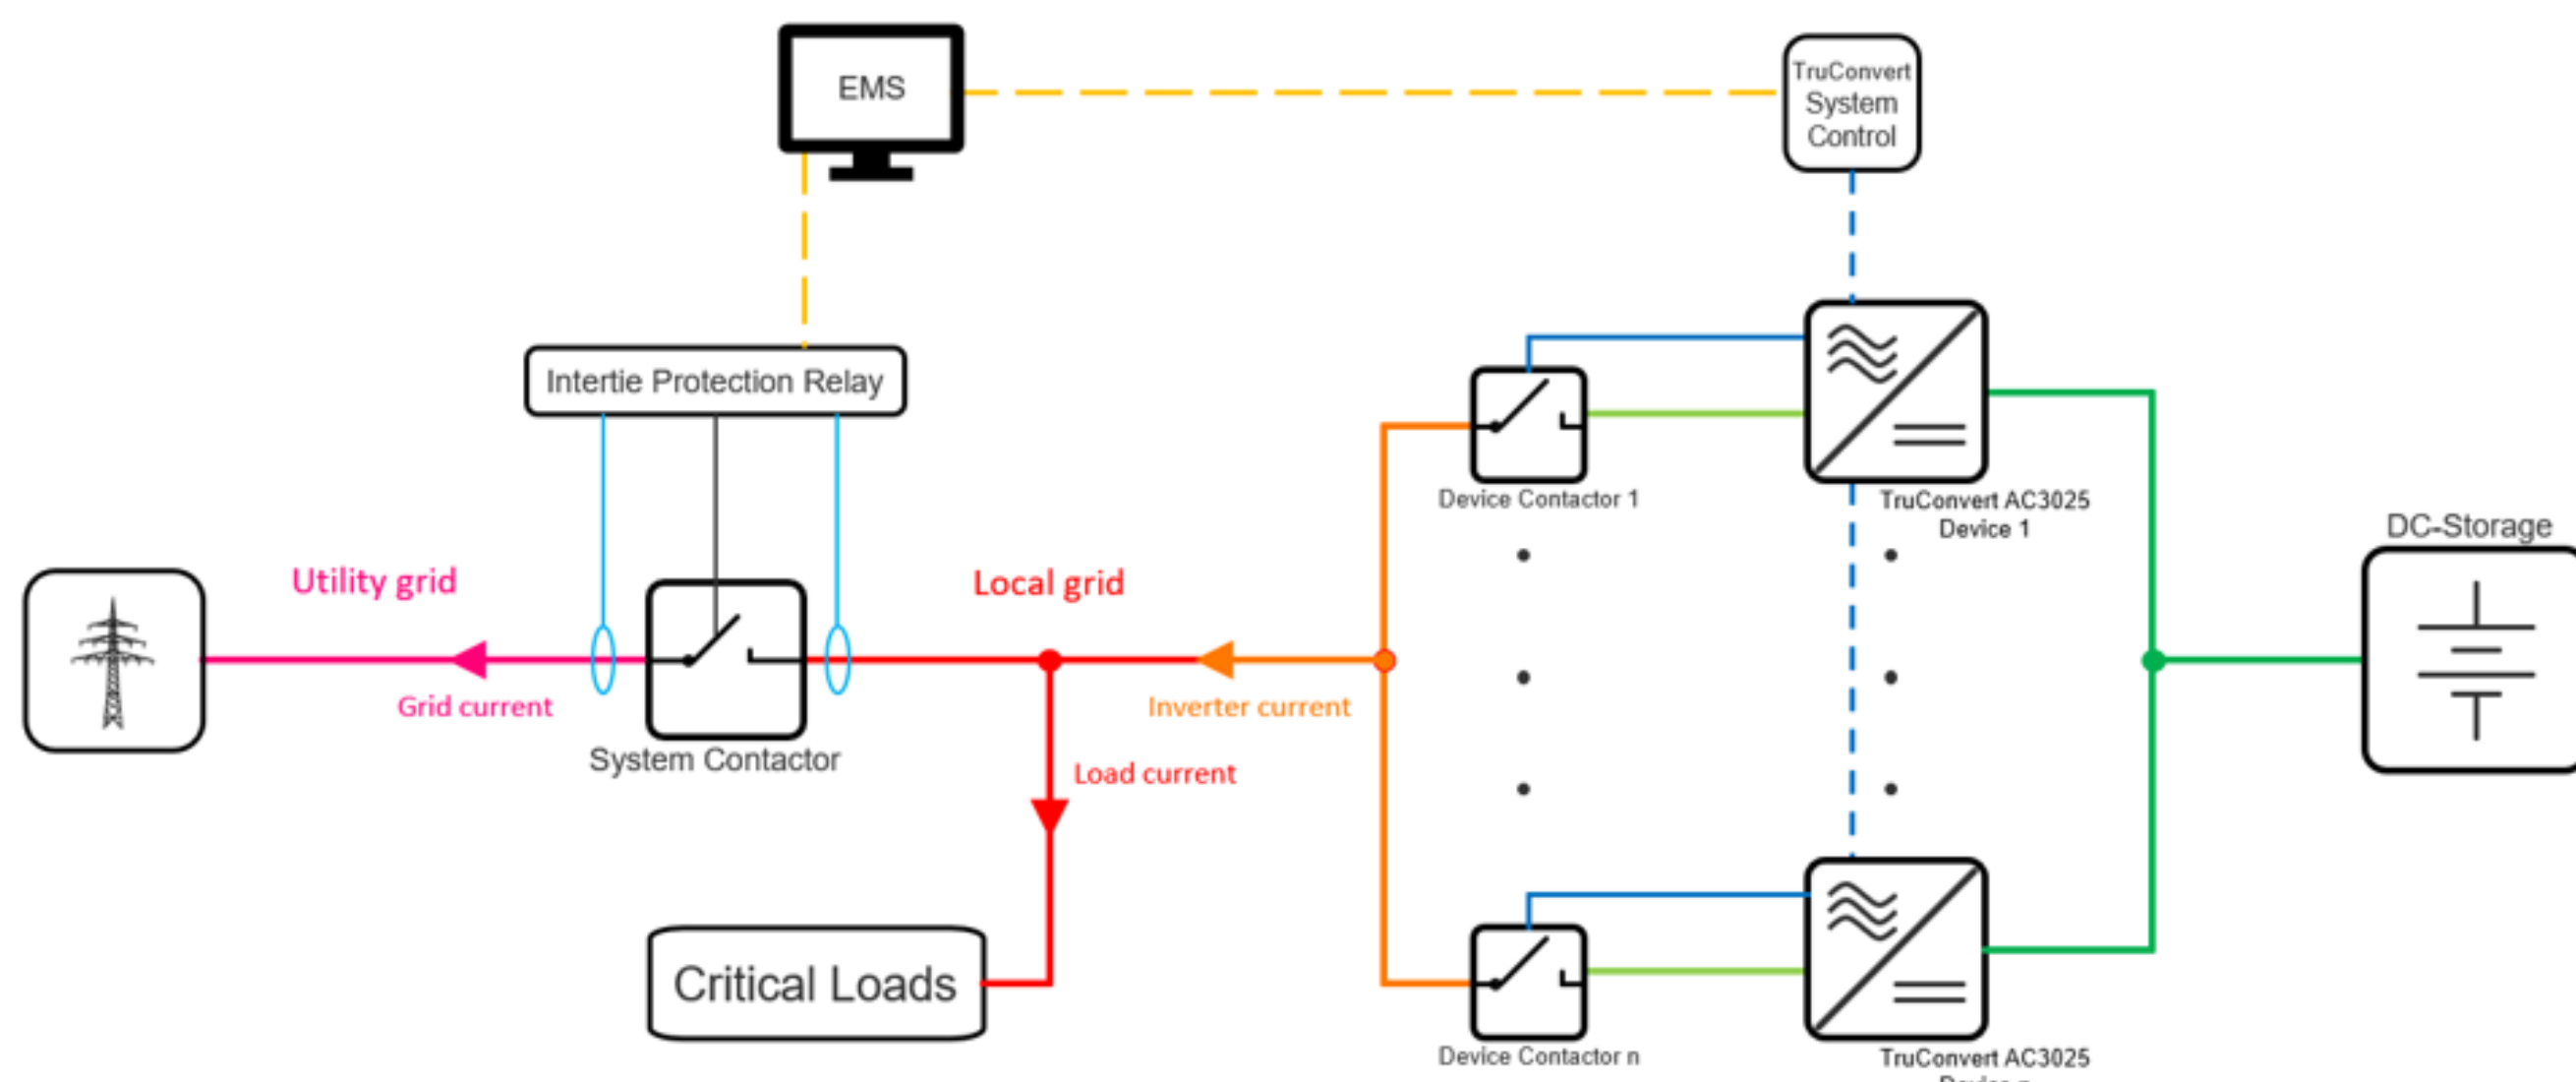 EMS
TruConvert
System
Control
Intertie Protection Relay
Device Contactor 1
TruConvert AC3025
Device 1
DC-Storage
Utility grid
Local grid
Grid current
Inverter current
System Contactor
Load current
Critical Loads
Device Contactor n
TruConvert AC3025